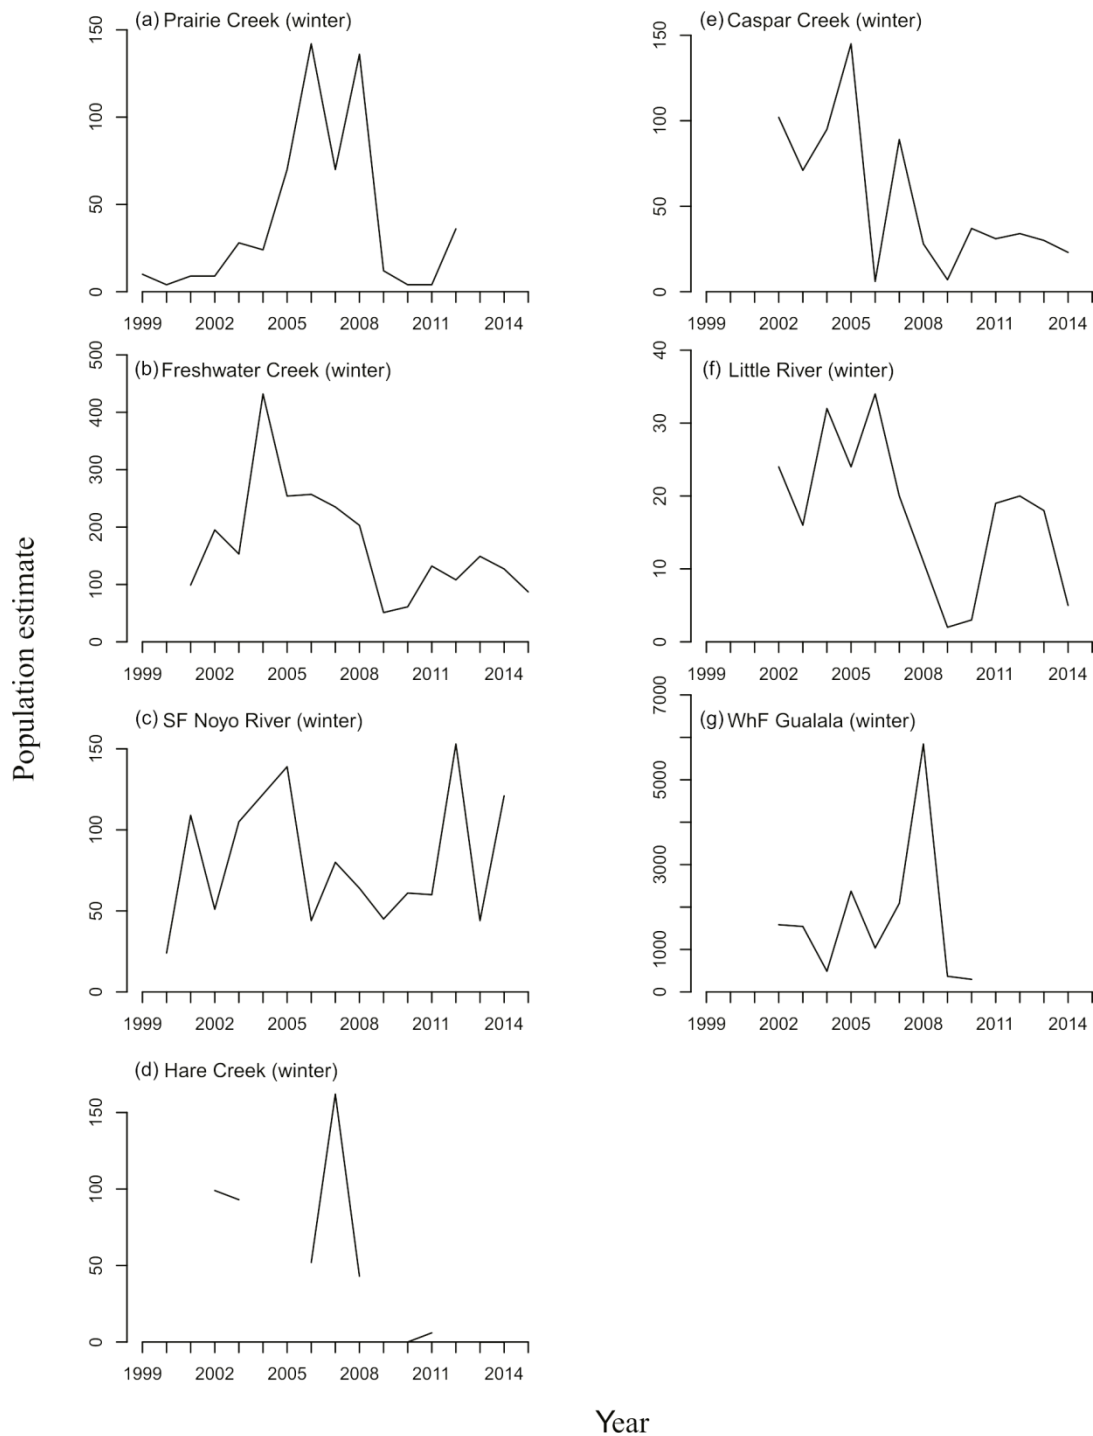 (a) Prairie Creek (winter)
150
100
50
0
1999 2002 2005 2008 2011 2014
(b) Freshwater Creek (winter)
500
400
300
200
100
0
1999 2002 2005 2008 2011 2014
(c) SF Noyo River (winter)
150
100
50
0
1999 2002 2005 2008 2011 2014
(d) Hare Creek (winter)
150
100
50
0
1999 2002 2005 2008 2011 2014
(e) Caspar Creek (winter)
150
100
50
0
1999 2002 2005 2008 2011 2014
(f) Little River (winter)
40
30
20
10
0
1999 2002 2005 2008 2011 2014
(g) WhF Gualala (winter)
7000
5000
3000
1000
0
1999 2002 2005 2008 2011 2014
Population estimate
Year